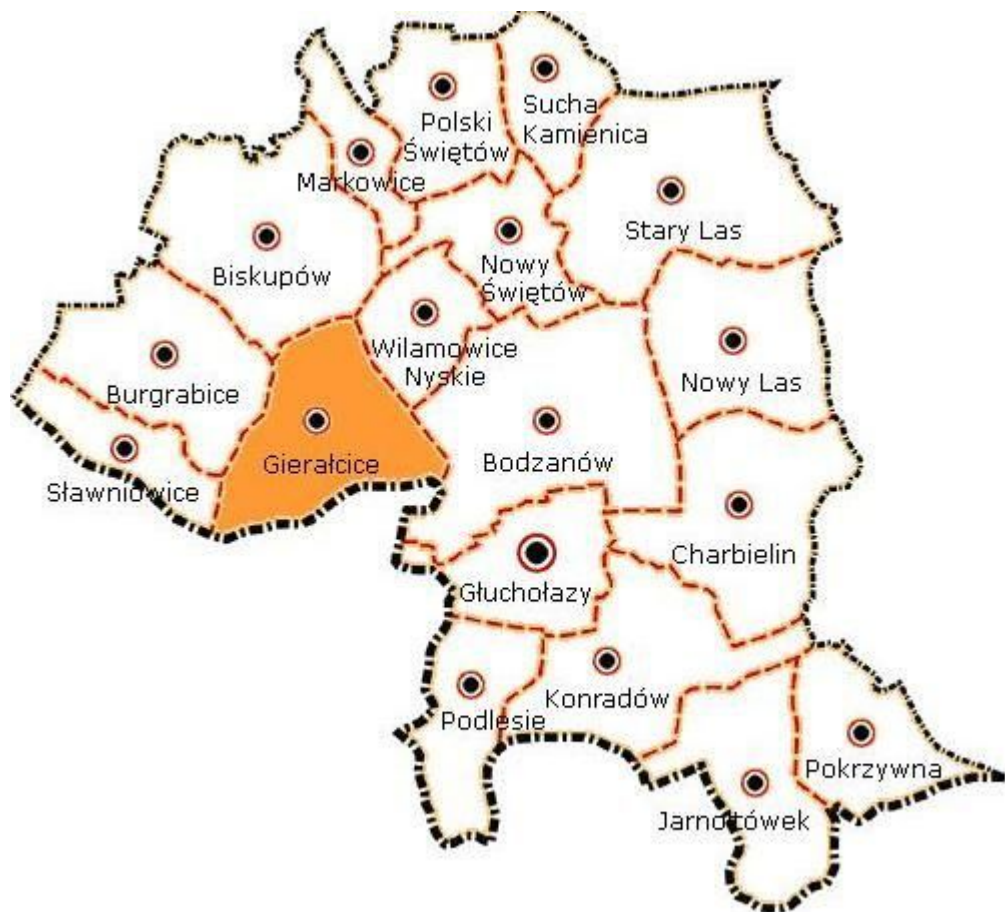 Sucha
Kamienica
Polski
Świętów
Markowice
Stary Las
Biskupów
Nowy
Świętów
Wilamowice
Nyskie
Nowy Las
Burgrabice
Gierałcice
Bodzanów
Sławniowice
Charbielin
Głuchołazy
Konradów
Podlesie
Pokrzywna
Jarnołtówek